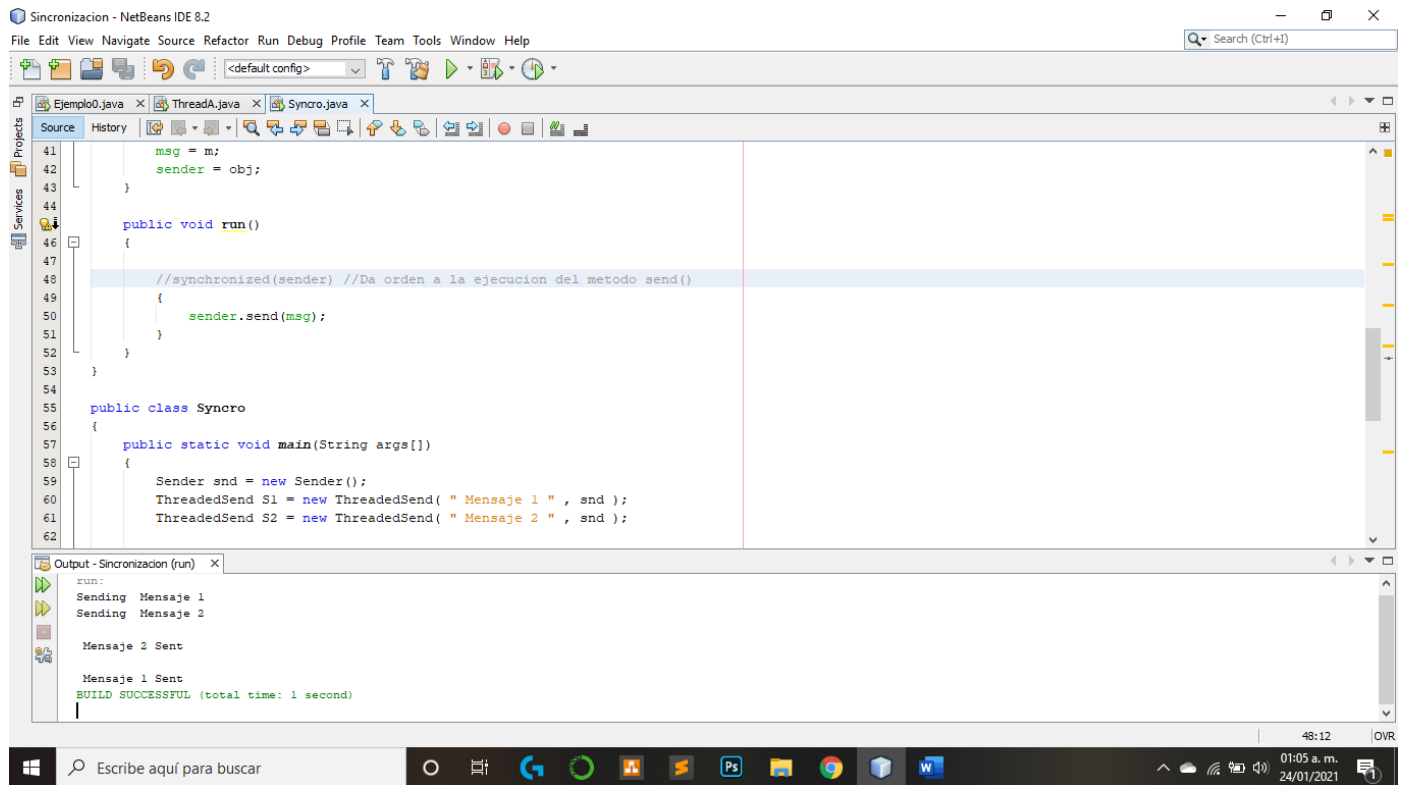 Sincronizacion - NetBeans IDE 8.2
File Edit View Navigate Source Refactor Run Debug Profile Team Tools Window Help
Search (Ctrl+I)
<default config>
Ejemplo0.java
ThreadA.java
Syncro.java
Projects
Services
Source History
41 msg = m;
42 sender = obj;
43 }
44
public void run()
46 {
47
48 //synchronized(sender) //Da orden a la ejecucion del metodo send()
49 {
50 sender.send(msg);
51 }
52 }
53 }
54
55 public class Syncro
56 {
57 public static void main(String args[])
58 {
59 Sender snd = new Sender();
60 ThreadedSend S1 = new ThreadedSend( " Mensaje 1 " , snd );
61 ThreadedSend S2 = new ThreadedSend( " Mensaje 2 " , snd );
62
Output - Sincronizacion (run)
run:
Sending Mensaje 1
Sending Mensaje 2
Mensaje 2 Sent
Mensaje 1 Sent
BUILD SUCCESSFUL (total time: 1 second)
48:12 OVR
Escribe aquí para buscar
Ps
W
01:05 a. m.
24/01/2021
1